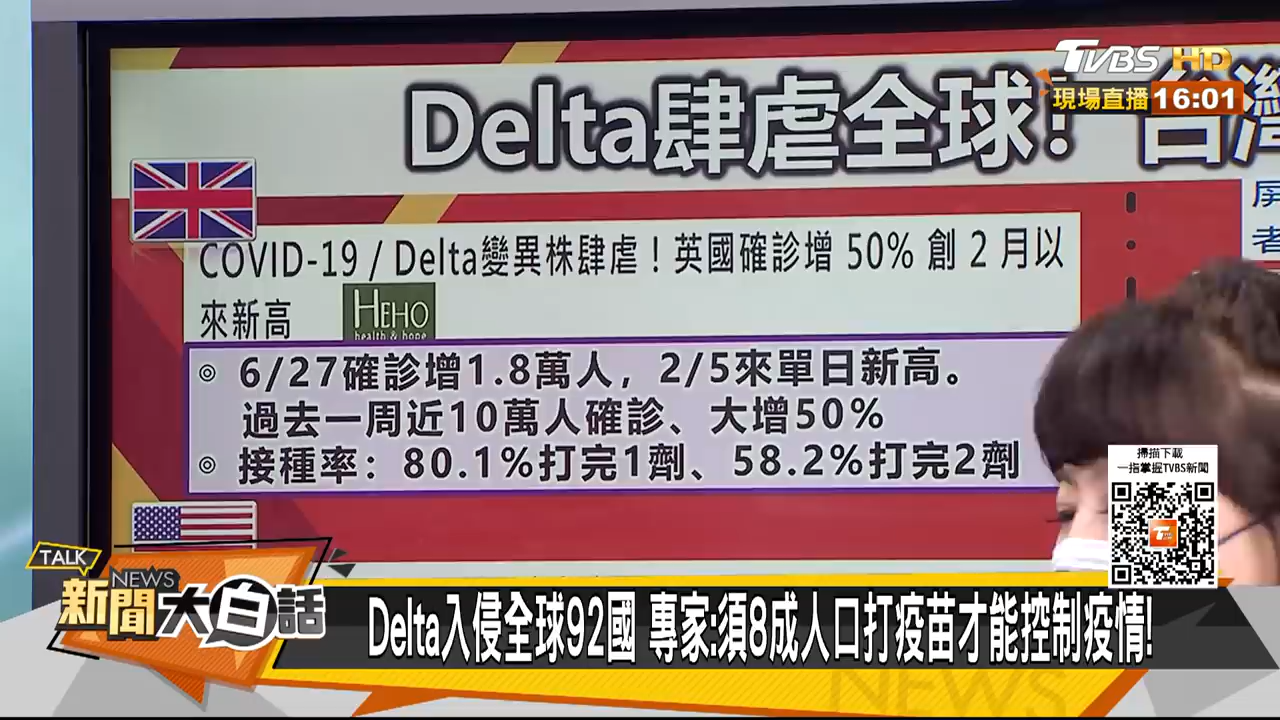 TVBS HD
現場直播 16:01
Delta肆虐全球！台灣
屏
者
COVID-19 / Delta變異株肆虐！英國確診增 50% 創 2 月以
來新高
HEHO
health & hope
◎ 6/27確診增1.8萬人，2/5來單日新高。
過去一周近10萬人確診、大增50%
◎ 接種率：80.1%打完1劑、58.2%打完2劑
掃描下載
一指掌握TVBS新聞
TALK
NEWS
新聞大白話
Delta入侵全球92國 專家:須8成人口打疫苗才能控制疫情!
NEWS